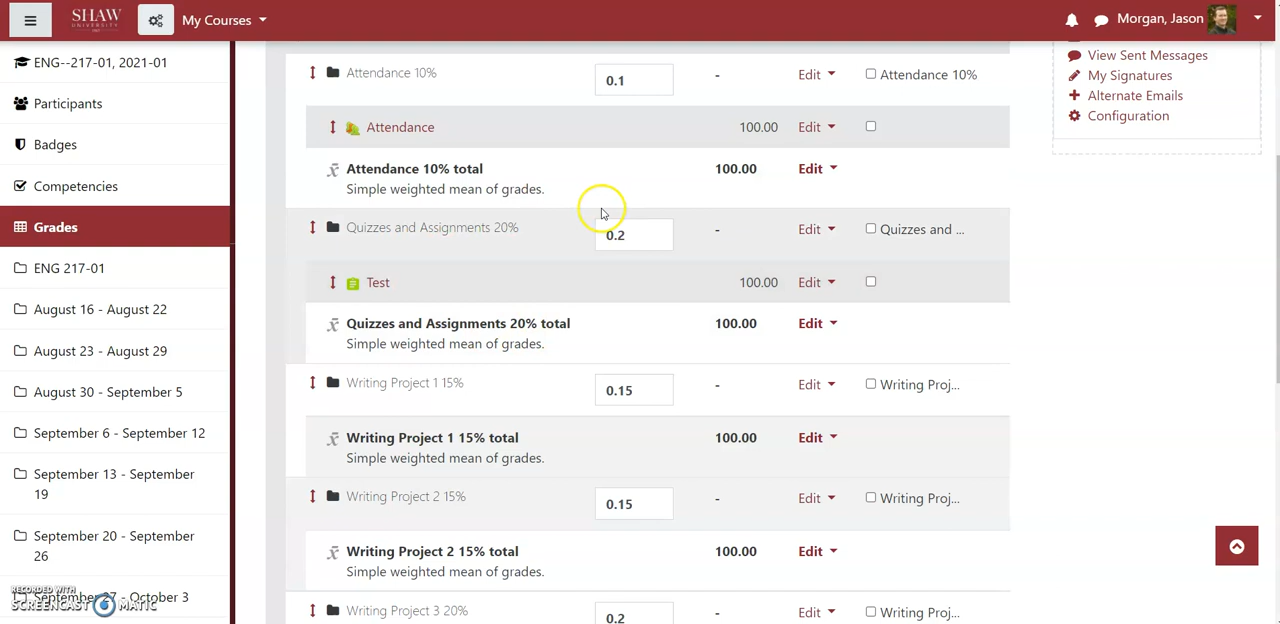 SHAW
UNIVERSITY
My Courses
Morgan, Jason
ENG--217-01, 2021-01
Participants
Badges
Competencies
Grades
ENG 217-01
August 16 - August 22
August 23 - August 29
August 30 - September 5
September 6 - September 12
September 13 - September
19
September 20 - September
26
September 27 - October 3
RECORDED WITH
SCREENCAST MATIC
Attendance 10%
0.1
-
Edit
Attendance 10%
Attendance
100.00
Edit
Attendance 10% total
100.00
Edit
Simple weighted mean of grades.
Quizzes and Assignments 20%
0.2
-
Edit
Quizzes and ...
Test
100.00
Edit
Quizzes and Assignments 20% total
100.00
Edit
Simple weighted mean of grades.
Writing Project 1 15%
0.15
-
Edit
Writing Proj...
Writing Project 1 15% total
100.00
Edit
Simple weighted mean of grades.
Writing Project 2 15%
0.15
-
Edit
Writing Proj...
Writing Project 2 15% total
100.00
Edit
Simple weighted mean of grades.
Writing Project 3 20%
0.2
-
Edit
Writing Proj...
View Sent Messages
My Signatures
Alternate Emails
Configuration